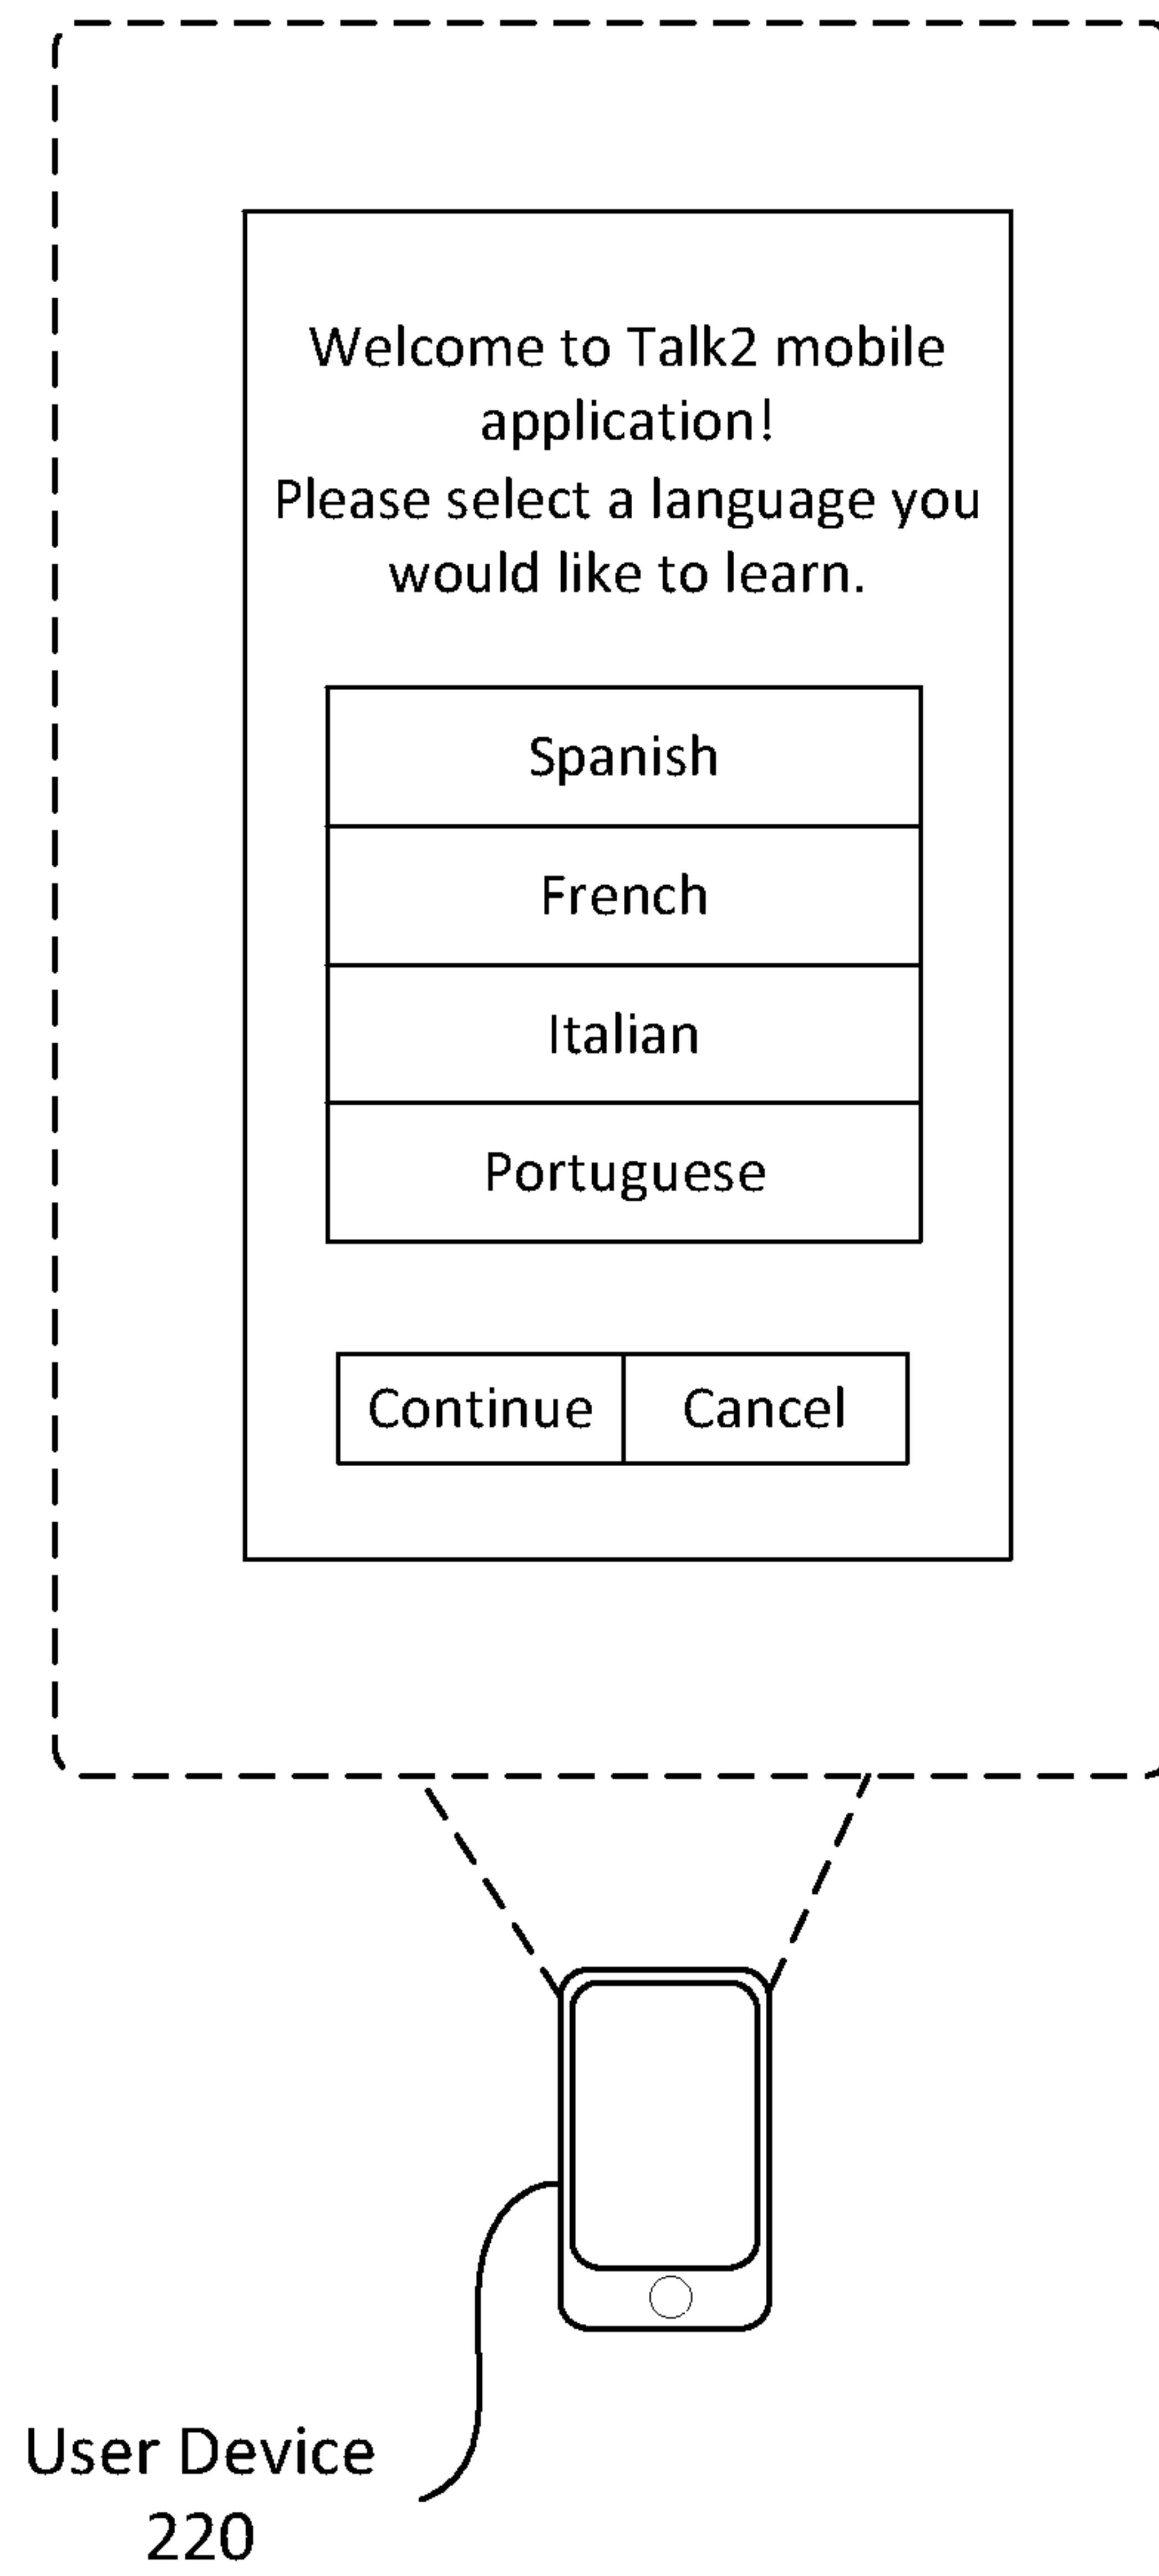 Welcome to Talk2 mobile
application!
Please select a language you
would like to learn.
Spanish
French
Italian
Portuguese
Continue Cancel
User Device
220